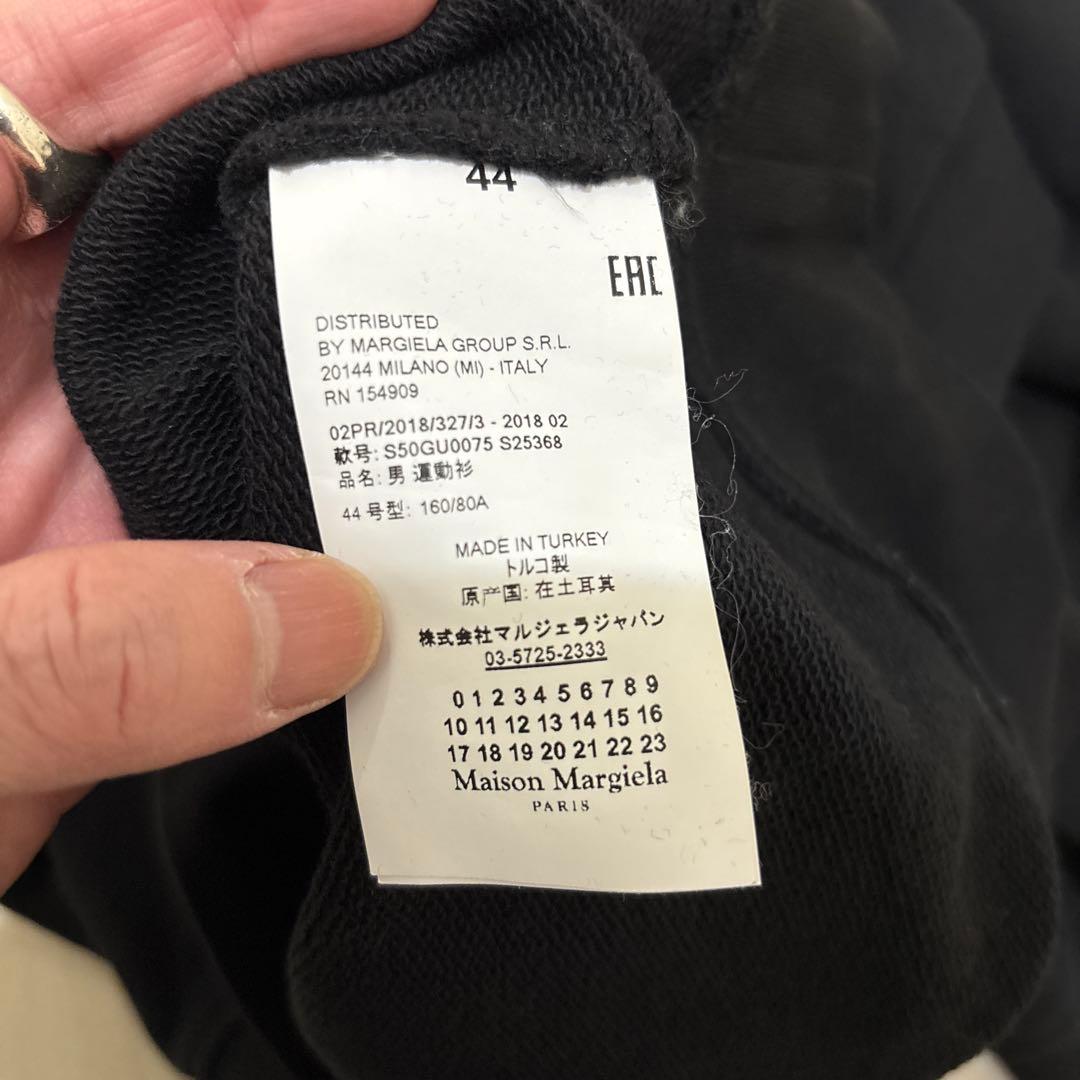 44
EAC
DISTRIBUTED
BY MARGIELA GROUP S.R.L.
20144 MILANO (MI) - ITALY
RN 154909
02PR/2018/327/3 - 2018 02
款号: S50GU0075 S25368
品名: 男 運動衫
44 号型: 160/80A
MADE IN TURKEY
トルコ製
原产国: 在土耳其
株式会社マルジェラジャパン
03-5725-2333
0 1 2 3 4 5 6 7 8 9
10 11 12 13 14 15 16
17 18 19 20 21 22 23
Maison Margiela
PARIS